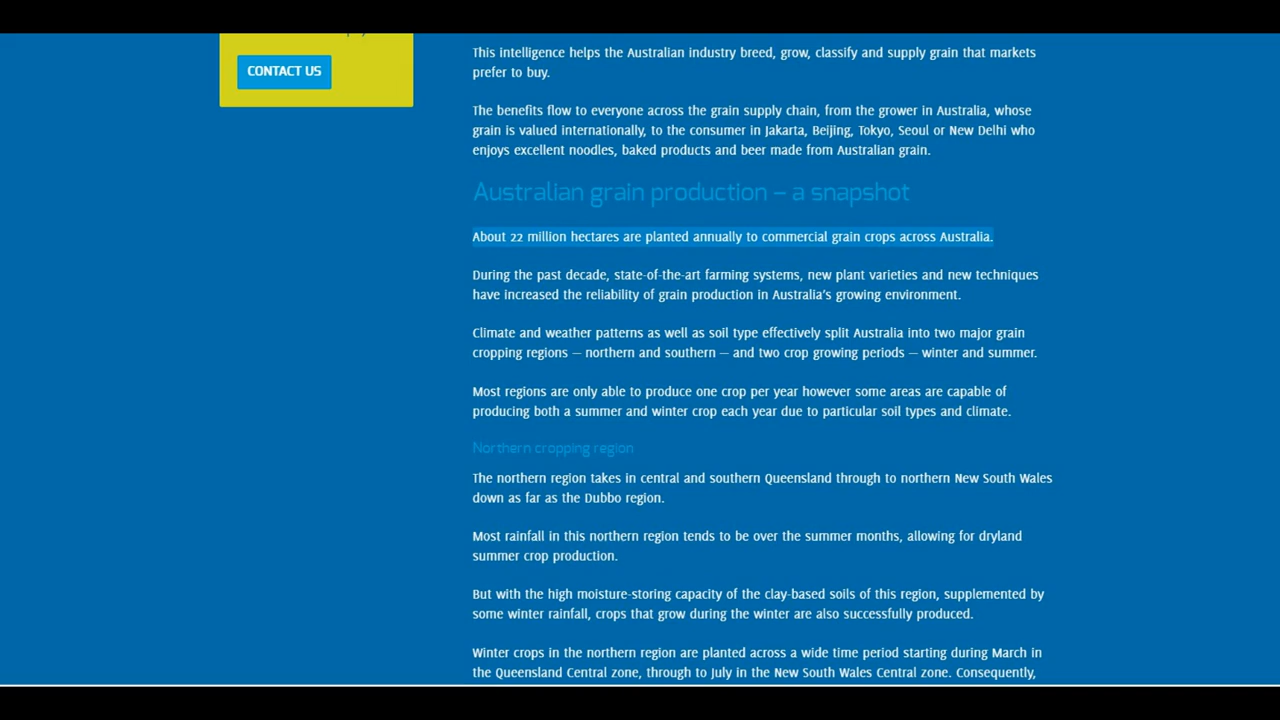 CONTACT US
This intelligence helps the Australian industry breed, grow, classify and supply grain that markets
prefer to buy.
The benefits flow to everyone across the grain supply chain, from the grower in Australia, whose
grain is valued internationally, to the consumer in Jakarta, Beijing, Tokyo, Seoul or New Delhi who
enjoys excellent noodles, baked products and beer made from Australian grain.
Australian grain production – a snapshot
About 22 million hectares are planted annually to commercial grain crops across Australia.
During the past decade, state-of-the-art farming systems, new plant varieties and new techniques
have increased the reliability of grain production in Australia's growing environment.
Climate and weather patterns as well as soil type effectively split Australia into two major grain
cropping regions — northern and southern — and two crop growing periods — winter and summer.
Most regions are only able to produce one crop per year however some areas are capable of
producing both a summer and winter crop each year due to particular soil types and climate.
Northern cropping region
The northern region takes in central and southern Queensland through to northern New South Wales
down as far as the Dubbo region.
Most rainfall in this northern region tends to be over the summer months, allowing for dryland
summer crop production.
But with the high moisture-storing capacity of the clay-based soils of this region, supplemented by
some winter rainfall, crops that grow during the winter are also successfully produced.
Winter crops in the northern region are planted across a wide time period starting during March in
the Queensland Central zone, through to July in the New South Wales Central zone. Consequently,